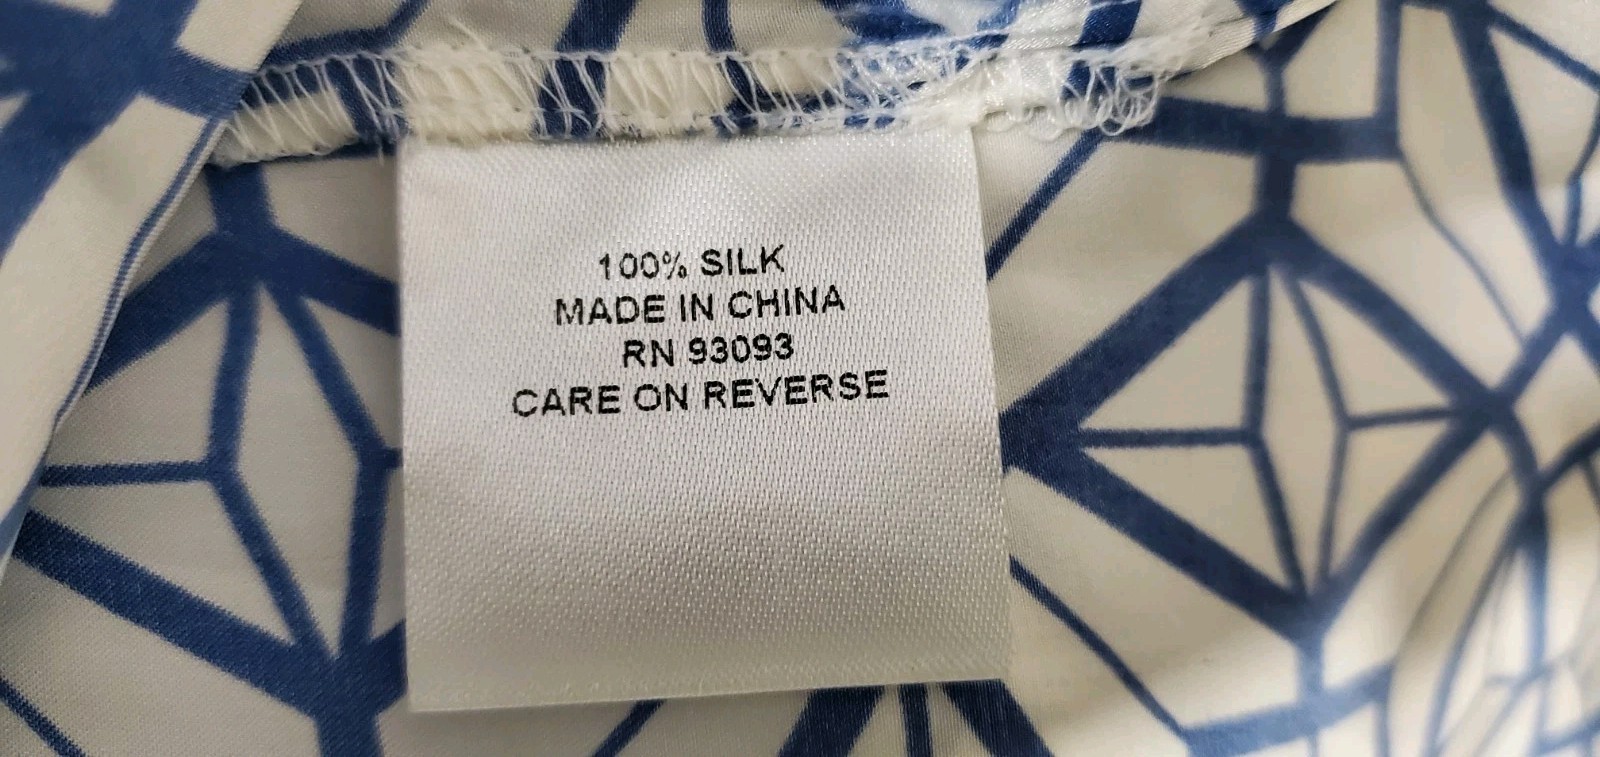 100% SILK
MADE IN CHINA
RN 93093
CARE ON REVERSE